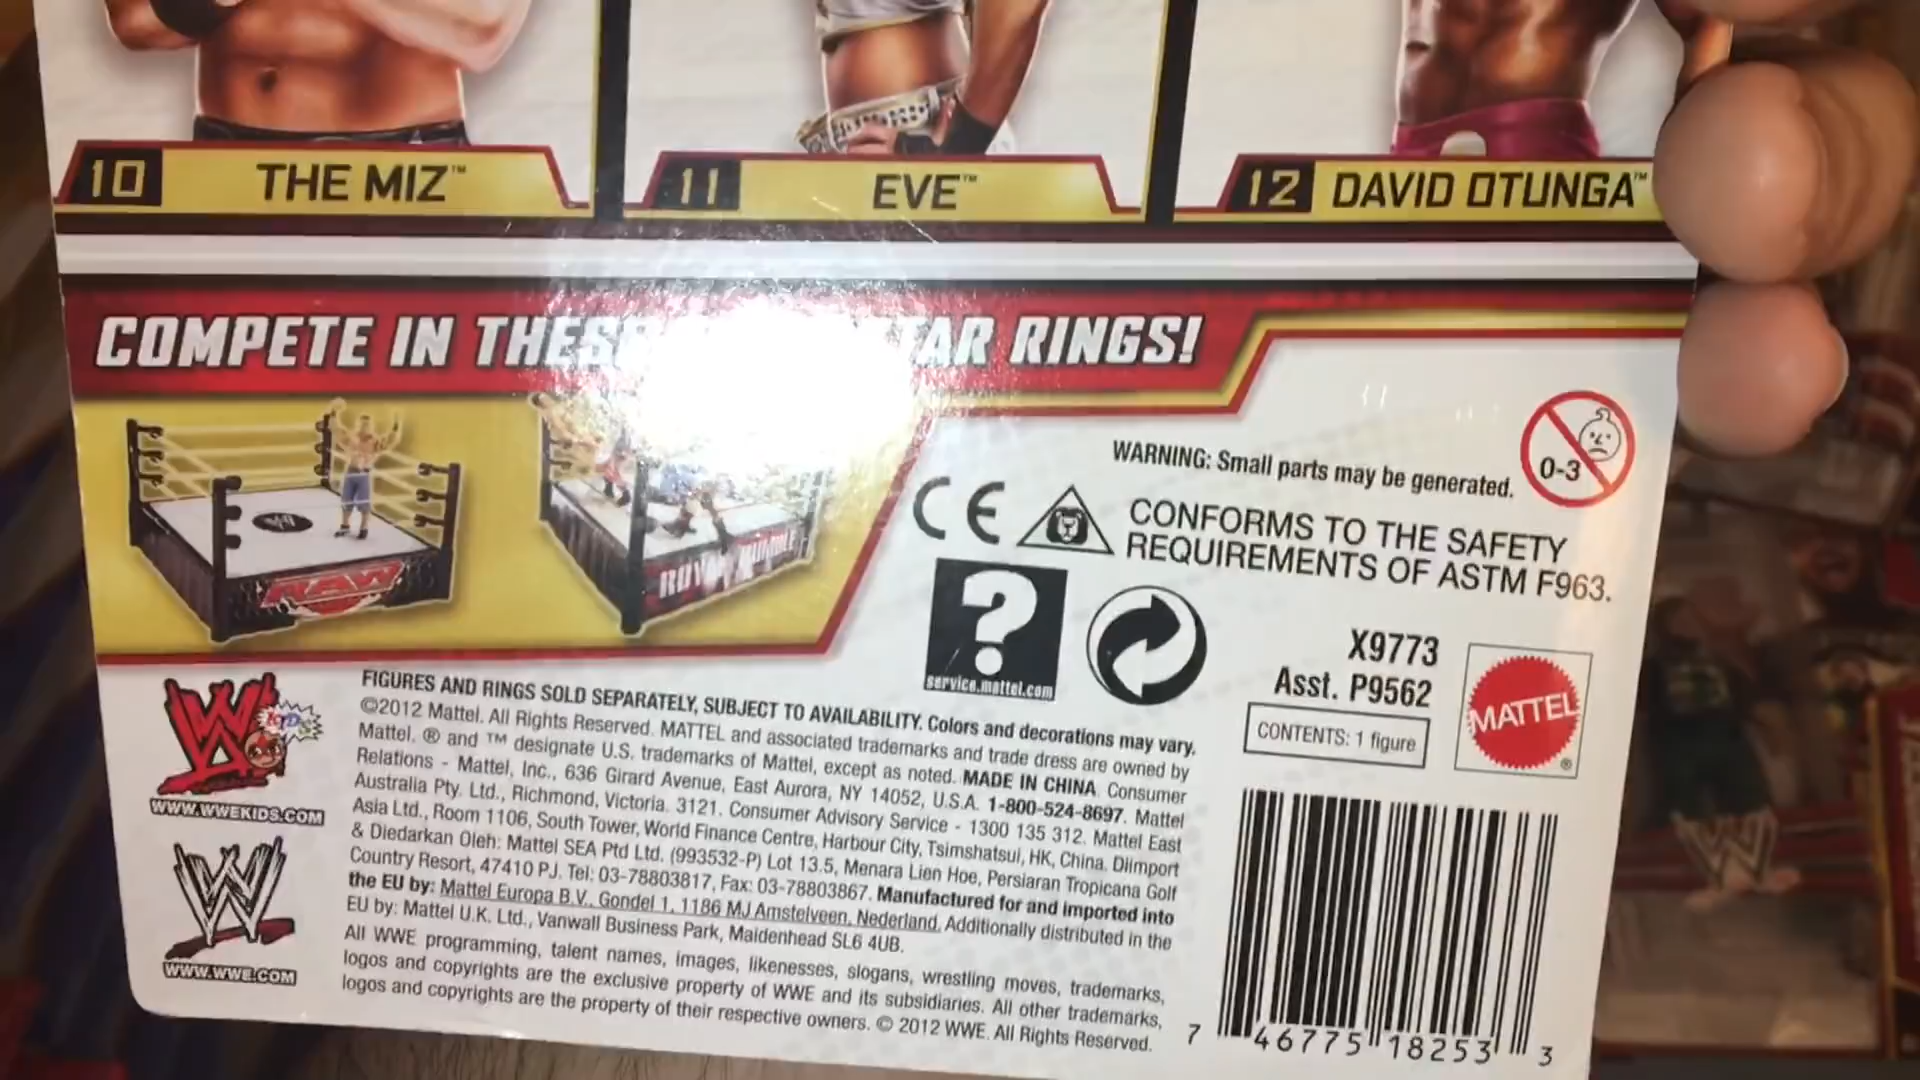 10 THE MIZ™
11 EVE™
12 DAVID OTUNGA™
COMPETE IN THESE RINGS!
RAW
ROYAL RUMBLE
WARNING: Small parts may be generated.
0-3
CE
CONFORMS TO THE SAFETY
REQUIREMENTS OF ASTM F963.
?
service.mattel.com
X9773
Asst. P9562
CONTENTS: 1 figure
MATTEL®
KIDS
WWW.WWEKIDS.COM
WWW.WWE.COM
FIGURES AND RINGS SOLD SEPARATELY, SUBJECT TO AVAILABILITY. Colors and decorations may vary.
©2012 Mattel. All Rights Reserved. MATTEL and associated trademarks and trade dress are owned by
Mattel. ® and ™ designate U.S. trademarks of Mattel, except as noted. MADE IN CHINA. Consumer
Relations - Mattel, Inc., 636 Girard Avenue, East Aurora, NY 14052, U.S.A. 1-800-524-8697. Mattel
Australia Pty. Ltd., Richmond, Victoria. 3121. Consumer Advisory Service - 1300 135 312. Mattel East
Asia Ltd., Room 1106, South Tower, World Finance Centre, Harbour City, Tsimshatsui, HK, China. Diimport
& Diedarkan Oleh: Mattel SEA Ptd Ltd. (993532-P) Lot 13.5, Menara Lien Hoe, Persiaran Tropicana Golf
Country Resort, 47410 PJ. Tel: 03-78803817, Fax: 03-78803867. Manufactured for and imported into
the EU by: Mattel Europa B.V., Gondel 1, 1186 MJ Amstelveen, Nederland. Additionally distributed in the
EU by: Mattel U.K. Ltd., Vanwall Business Park, Maidenhead SL6 4UB.
All WWE programming, talent names, images, likenesses, slogans, wrestling moves, trademarks,
logos and copyrights are the exclusive property of WWE and its subsidiaries. All other trademarks,
logos and copyrights are the property of their respective owners. © 2012 WWE. All Rights Reserved.
7 46775 18253 3